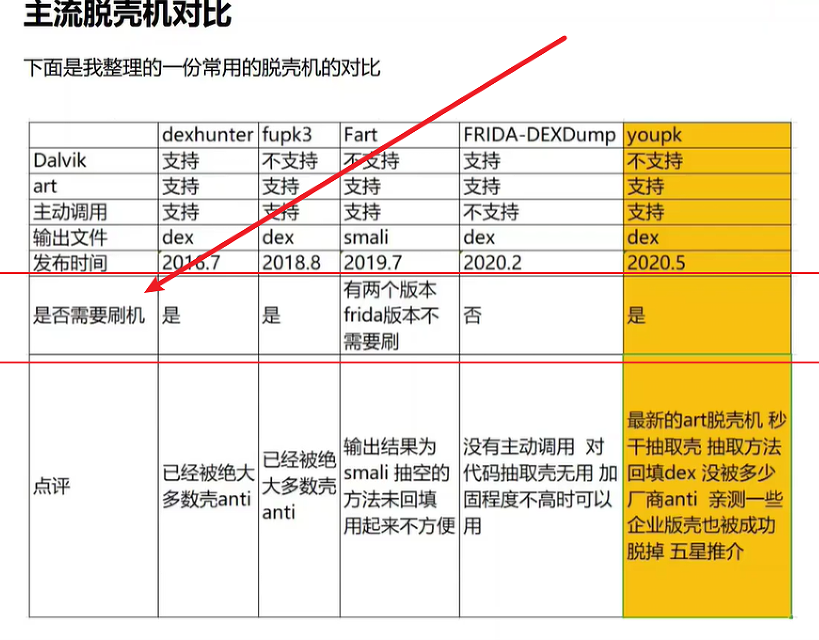 主流脱壳机对比
下面是我整理的一份常用的脱壳机的对比
dexhunter fupk3 Fart FRIDA-DEXDump youpk
Dalvik 支持 不支持 不支持 支持 不支持
art 支持 支持 支持 支持 支持
主动调用 支持 支持 支持 不支持 支持
输出文件 dex dex smali dex dex
发布时间 2016.7 2018.8 2019.7 2020.2 2020.5
是否需要刷机 是 是 有两个版本
frida版本不
需要刷 否 是
点评 已经被绝大
多数壳anti 已经被绝
大多数壳
anti 输出结果为
smali 抽空的
方法未回填
用起来不方便 没有主动调用 对
代码抽取壳无用 加
固程度不高时可以
用 最新的art脱壳机 秒
干抽取壳 抽取方法
回填dex 没被多少
厂商anti 亲测一些
企业版壳也被成功
脱掉 五星推介